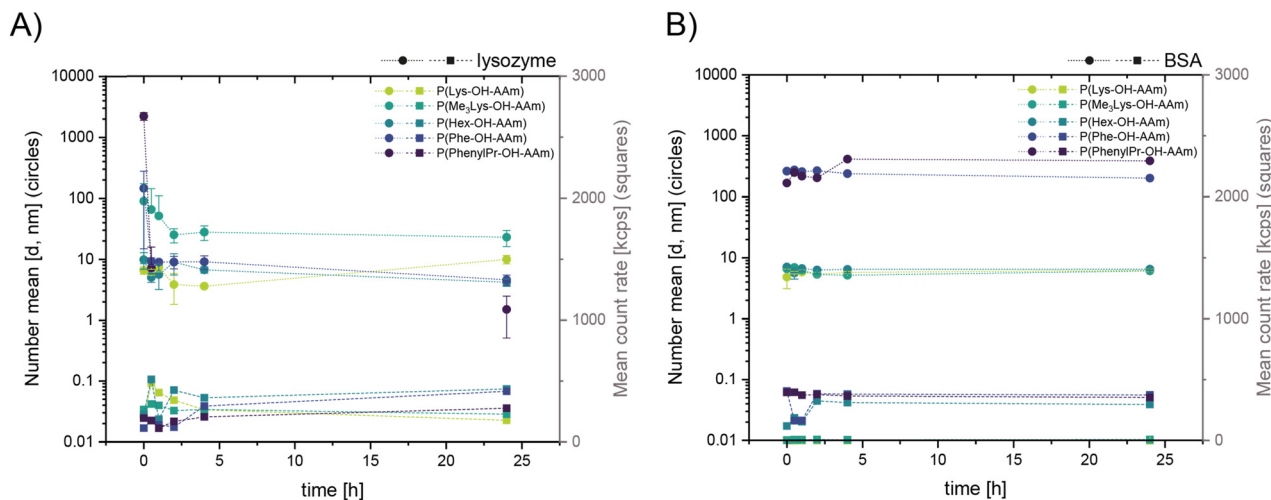 A)
lysozyme
10000
1000
100
10
1
0.1
0.01
3000
2000
1000
0
P(Lys-OH-AAm)
P(Me₃Lys-OH-AAm)
P(Hex-OH-AAm)
P(Phe-OH-AAm)
P(PhenylPr-OH-AAm)
Number mean [d, nm] (circles)
Mean count rate [kcps] (squares)
0 5 10 15 20 25
time [h]
B)
BSA
10000
1000
100
10
1
0.1
0.01
3000
2000
1000
0
P(Lys-OH-AAm)
P(Me₃Lys-OH-AAm)
P(Hex-OH-AAm)
P(Phe-OH-AAm)
P(PhenylPr-OH-AAm)
Number mean [d, nm] (circles)
Mean count rate [kcps] (squares)
0 5 10 15 20 25
time [h]